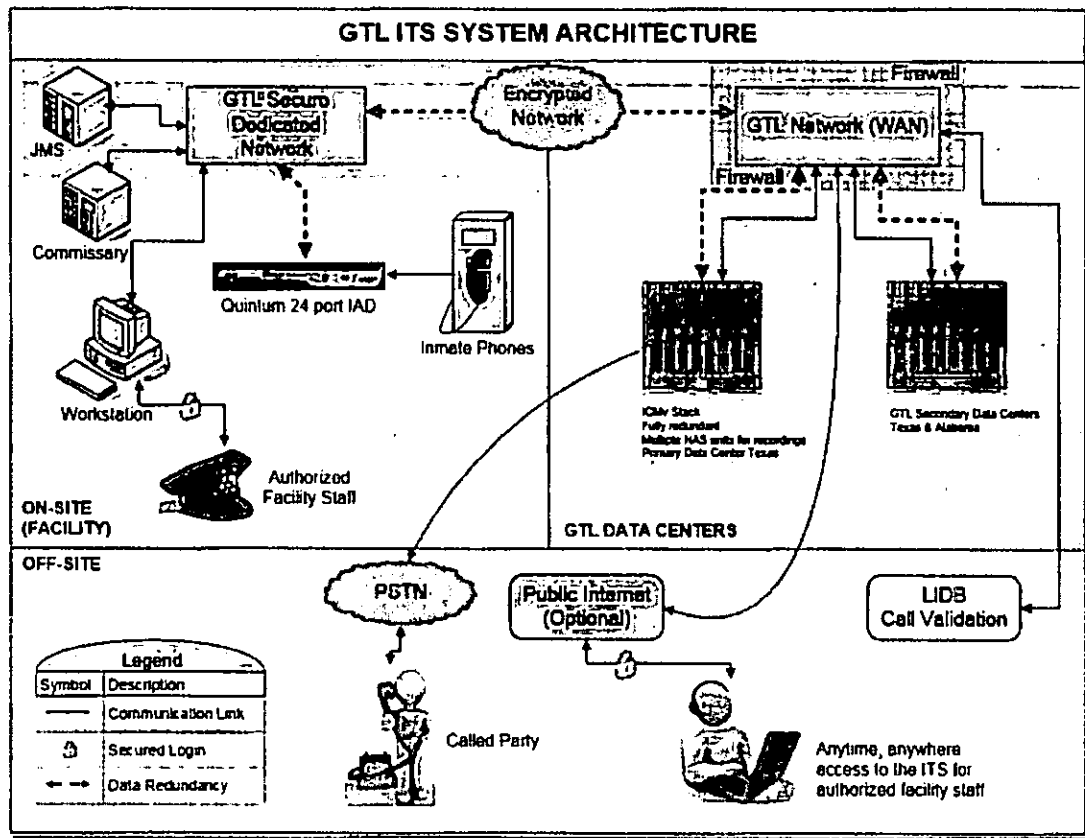 GTL ITS SYSTEM ARCHITECTURE
JMS
Commissary
Workstation
GTL Secure
Dedicated
Network
Encrypted
Network
Firewall
GTL Network (WAN)
Firewall
Quintum 24 port IAD
Inmate Phones
Authorized
Facility Staff
ON-SITE
(FACILITY)
ICMv Stack
Fully redundant
Multiple NAS units for recordings
Primary Data Center Texas
GTL Secondary Data Centers
Texas & Alabama
GTL DATA CENTERS
OFF-SITE
PSTN
Public Internet
(Optional)
LIDB
Call Validation
Called Party
Anytime, anywhere
access to the ITS for
authorized facility staff
Legend
Symbol Description
Communication Link
Secured Login
Data Redundancy